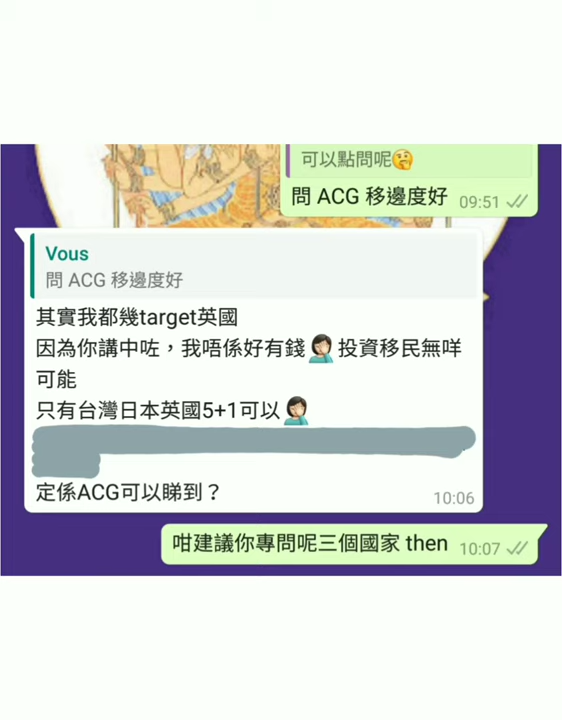 可以點問呢🤔
問 ACG 移邊度好 09:51
Vous
問 ACG 移邊度好
其實我都幾target英國
因為你講中咗，我唔係好有錢🤦🏻‍♀️投資移民無咩
可能
只有台灣日本英國5+1可以🤦🏻‍♀️
定係ACG可以睇到？ 10:06
咁建議你專問呢三個國家 then 10:07